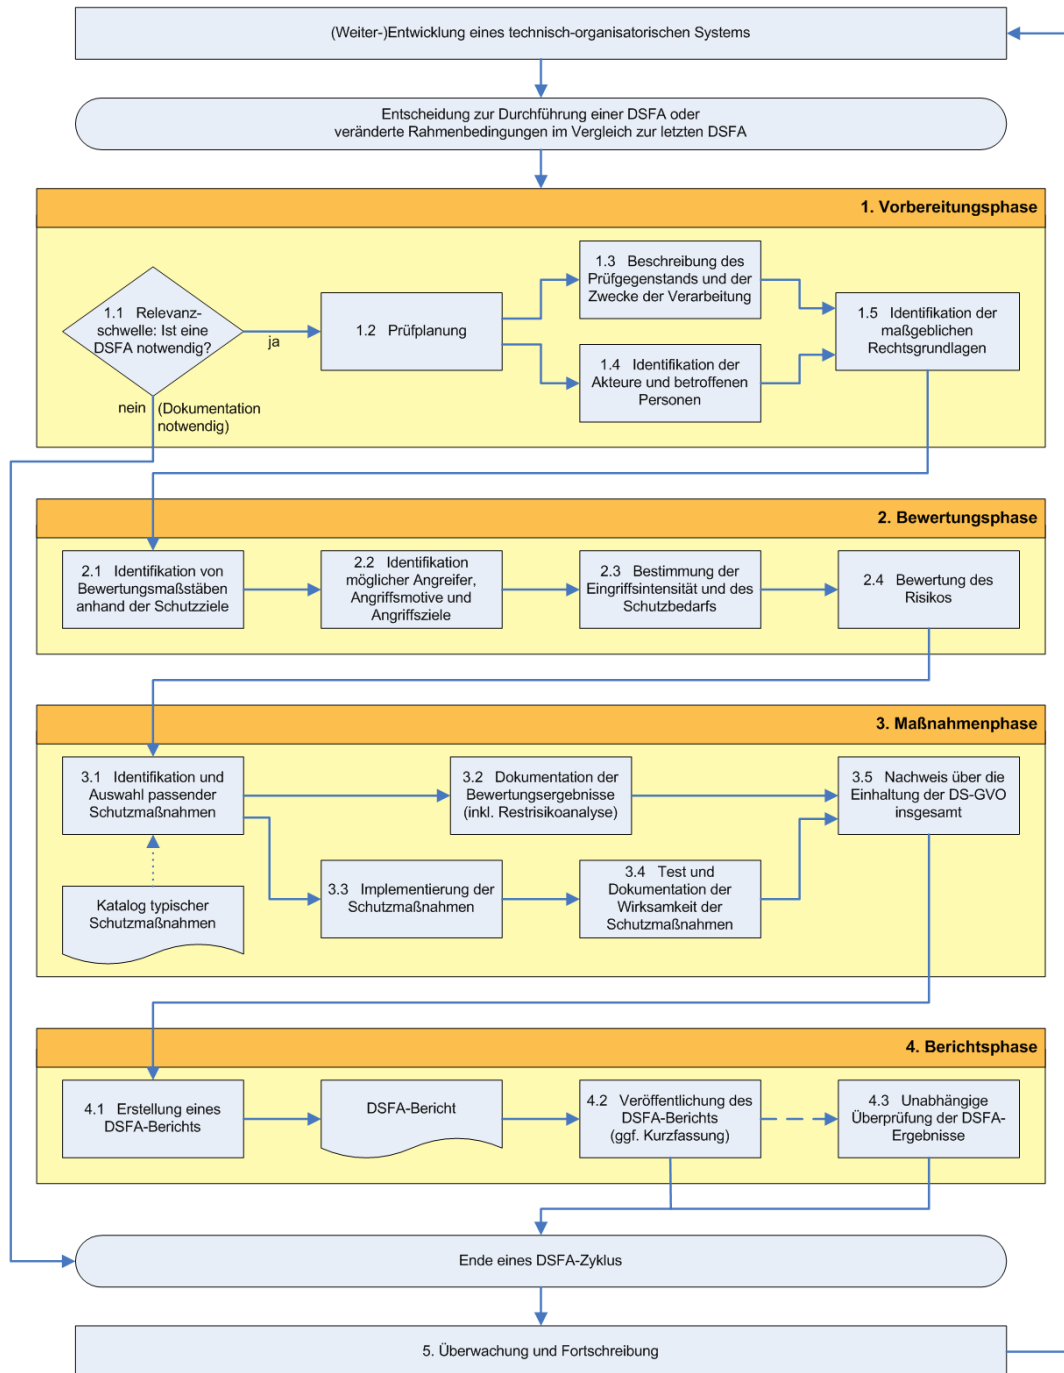 (Weiter-)Entwicklung eines technisch-organisatorischen Systems
Entscheidung zur Durchführung einer DSFA oder
veränderte Rahmenbedingungen im Vergleich zur letzten DSFA
1. Vorbereitungsphase
1.1 Relevanz-
schwelle: Ist eine
DSFA notwendig?
ja
nein (Dokumentation
notwendig)
1.2 Prüfplanung
1.3 Beschreibung des
Prüfgegenstands und der
Zwecke der Verarbeitung
1.4 Identifikation der
Akteure und betroffenen
Personen
1.5 Identifikation der
maßgeblichen
Rechtsgrundlagen
2. Bewertungsphase
2.1 Identifikation von
Bewertungsmaßstäben
anhand der Schutzziele
2.2 Identifikation
möglicher Angreifer,
Angriffsmotive und
Angriffsziele
2.3 Bestimmung der
Eingriffsintensität und des
Schutzbedarfs
2.4 Bewertung des
Risikos
3. Maßnahmenphase
3.1 Identifikation und
Auswahl passender
Schutzmaßnahmen
3.2 Dokumentation der
Bewertungsergebnisse
(inkl. Restrisikoanalyse)
3.5 Nachweis über die
Einhaltung der DS-GVO
insgesamt
Katalog typischer
Schutzmaßnahmen
3.3 Implementierung der
Schutzmaßnahmen
3.4 Test und
Dokumentation der
Wirksamkeit der
Schutzmaßnahmen
4. Berichtsphase
4.1 Erstellung eines
DSFA-Berichts
DSFA-Bericht
4.2 Veröffentlichung des
DSFA-Berichts
(ggf. Kurzfassung)
4.3 Unabhängige
Überprüfung der DSFA-
Ergebnisse
Ende eines DSFA-Zyklus
5. Überwachung und Fortschreibung